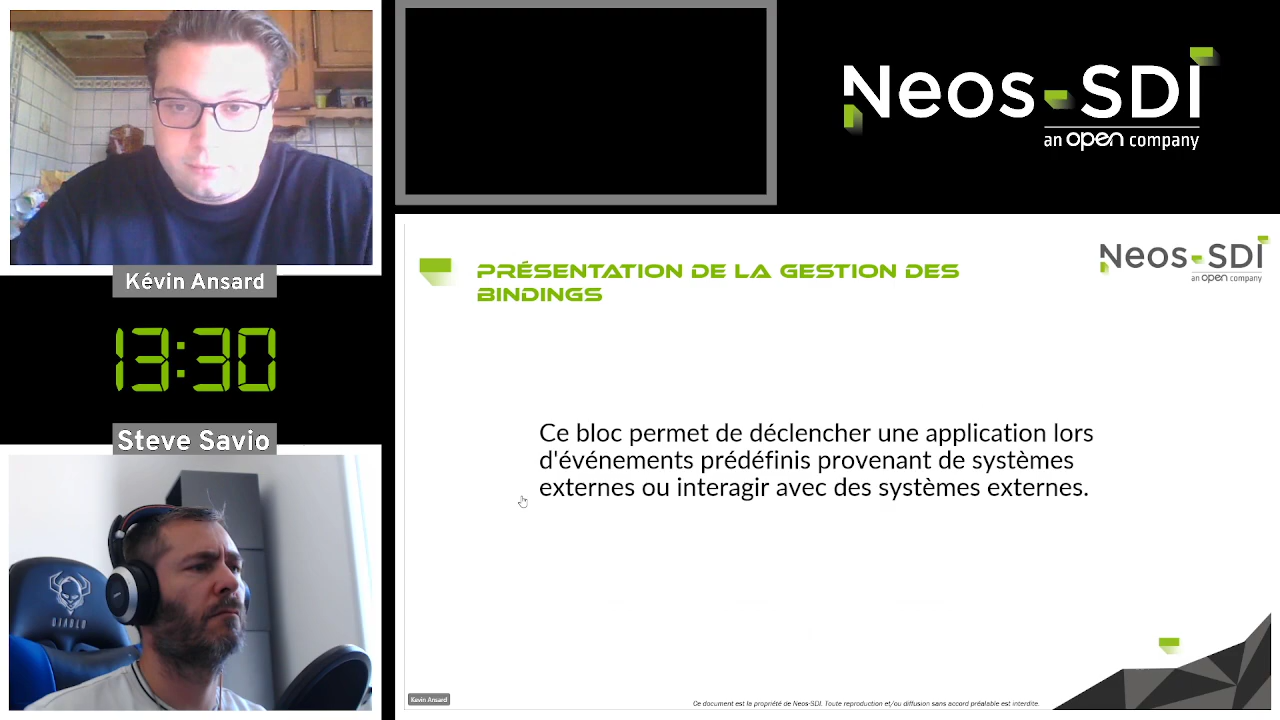 Neos-SDI
an open company
Kévin Ansard
13:30
Steve Savio
DIABLO
PRÉSENTATION DE LA GESTION DES
BINDINGS
Neos-SDI
an open company
Ce bloc permet de déclencher une application lors
d'événements prédéfinis provenant de systèmes
externes ou interagir avec des systèmes externes.
Kevin Ansard
Ce document est la propriété de Neos-SDI. Toute reproduction et/ou diffusion sans accord préalable est interdite.